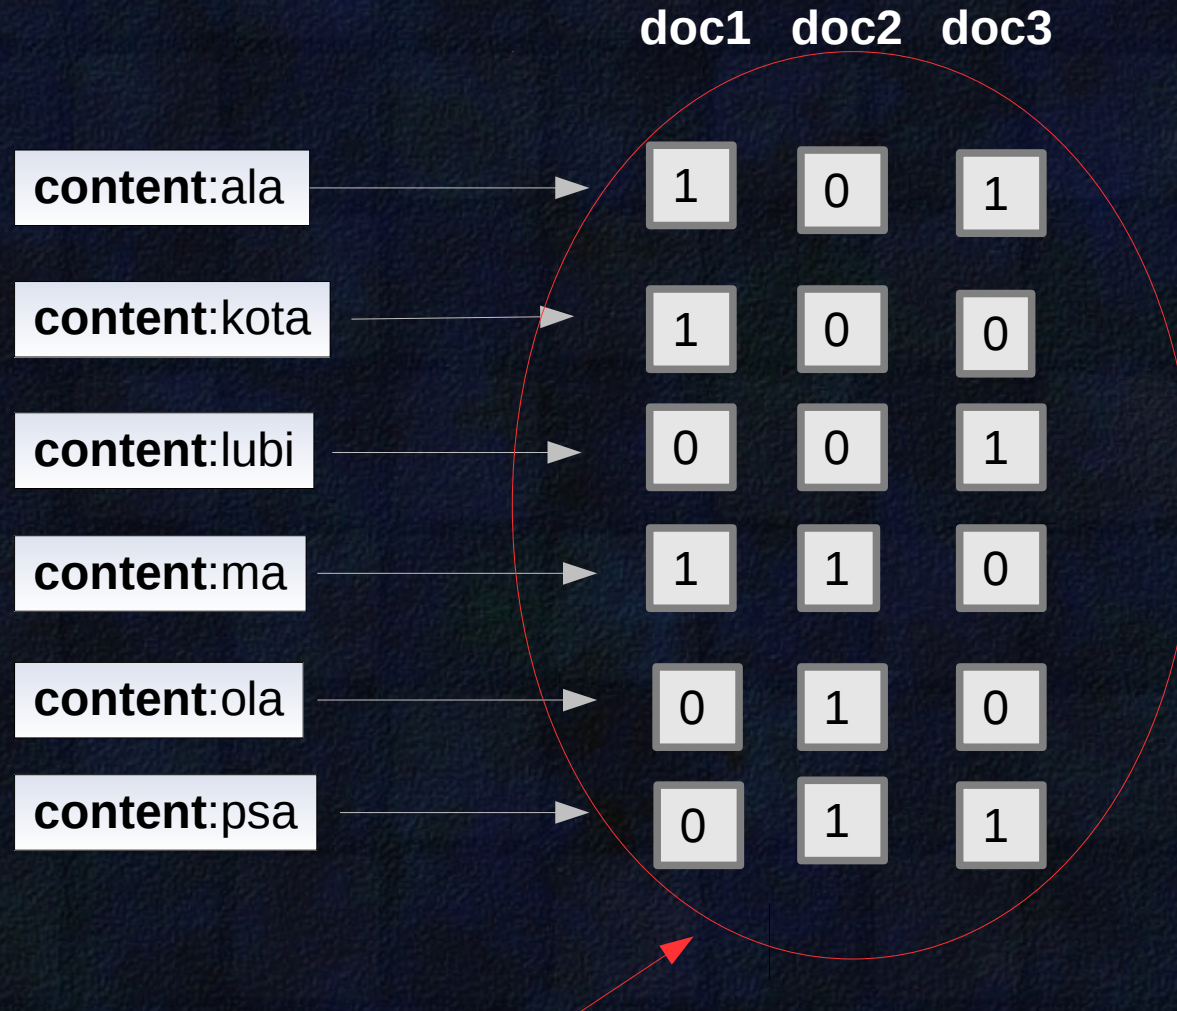 doc1 doc2 doc3
content:ala 1 0 1
content:kota 1 0 0
content:lubi 0 0 1
content:ma 1 1 0
content:ola 0 1 0
content:psa 0 1 1